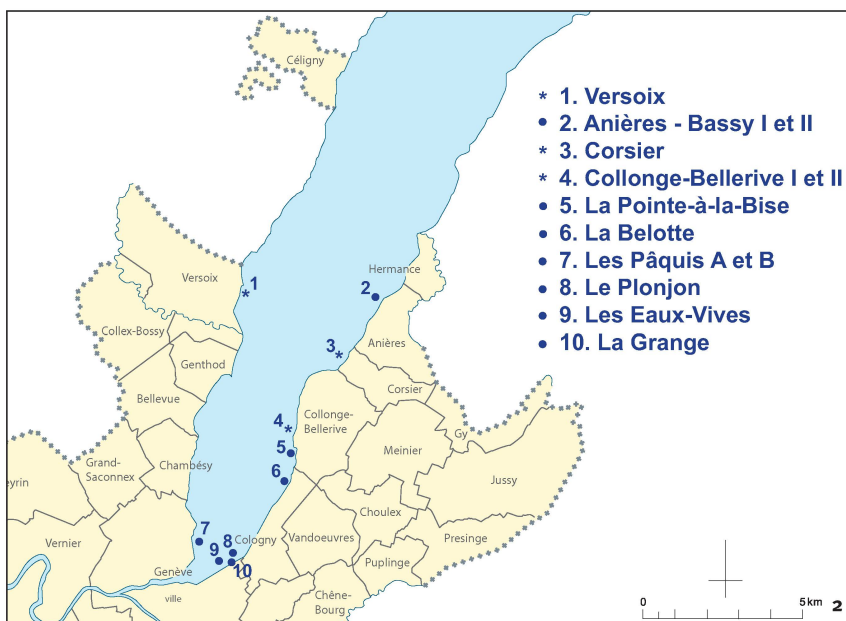 Céligny
* 1. Versoix
• 2. Anières - Bassy I et II
* 3. Corsier
* 4. Collonge-Bellerive I et II
• 5. La Pointe-à-la-Bise
• 6. La Belotte
• 7. Les Pâquis A et B
• 8. Le Plonjon
• 9. Les Eaux-Vives
• 10. La Grange
Versoix
1
Hermance
2
Collex-Bossy
Genthod
3
Anières
Bellevue
Corsier
4
Collonge-
Bellerive
5
Gy
Meinier
Grand-
Saconnex
Chambésy
6
Jussy
eyrin
Choulex
7
8
Cologny
Vandoeuvres
Presinge
Vernier
9
10
Puplinge
Genève
ville
Chêne-
Bourg
0
5 km
2